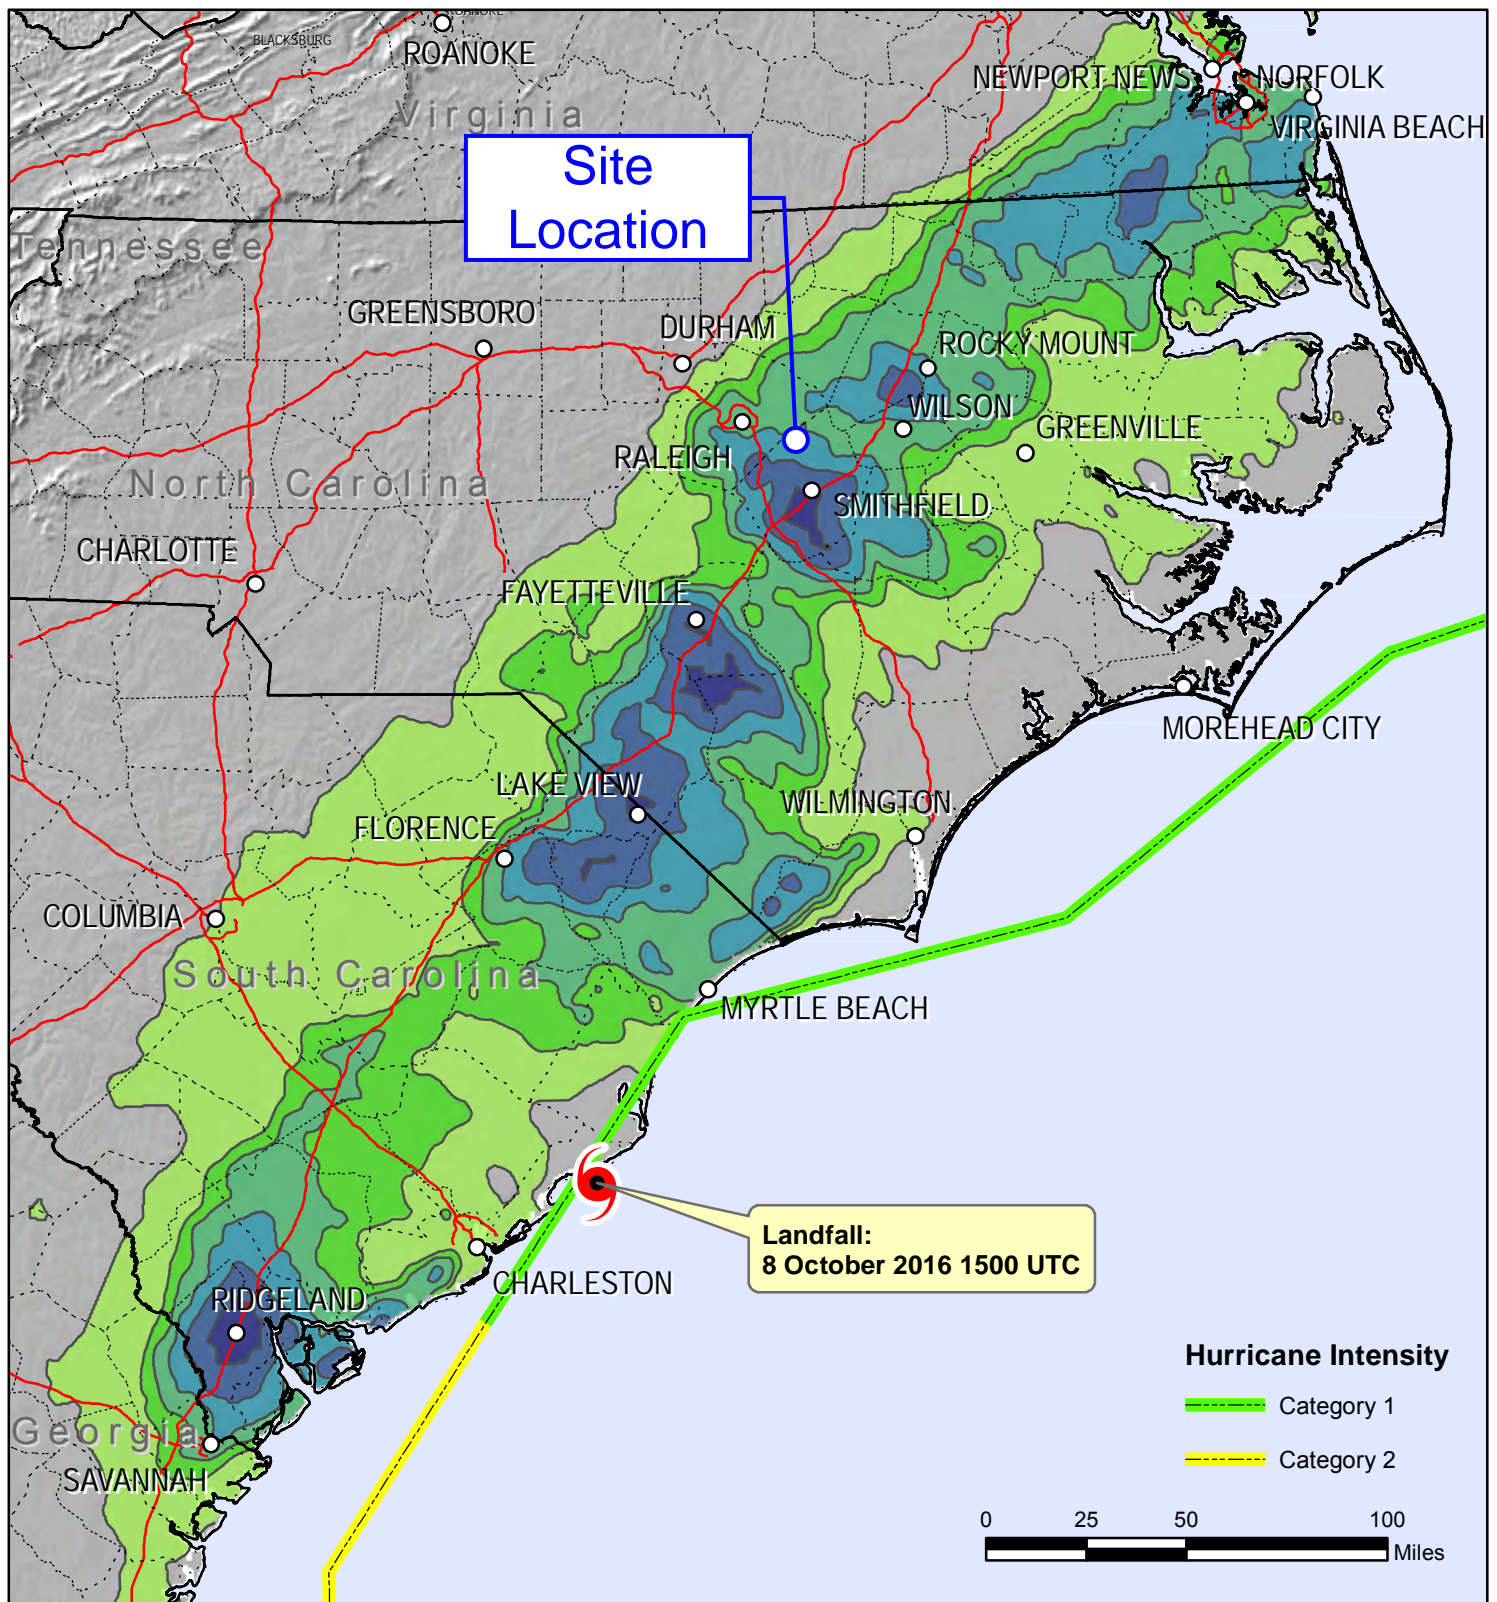 ROANOKE
BLACKSBURG
ROANOKE
Virginia
NEWPORT NEWS
NORFOLK
VIRGINIA BEACH
Site
Location
Tennessee
GREENSBORO
DURHAM
ROCKY MOUNT
WILSON
GREENVILLE
RALEIGH
North Carolina
SMITHFIELD
CHARLOTTE
FAYETTEVILLE
MOREHEAD CITY
LAKE VIEW
WILMINGTON
FLORENCE
COLUMBIA
South Carolina
MYRTLE BEACH
Landfall:
8 October 2016 1500 UTC
CHARLESTON
RIDGELAND
Georgia
SAVANNAH
Hurricane Intensity
Category 1
Category 2
0 25 50 100
Miles